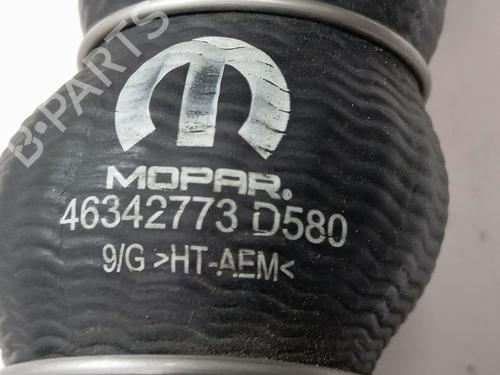 B-PARTS
MOPAR®
46342773 D580
9/G >HT-AEM<